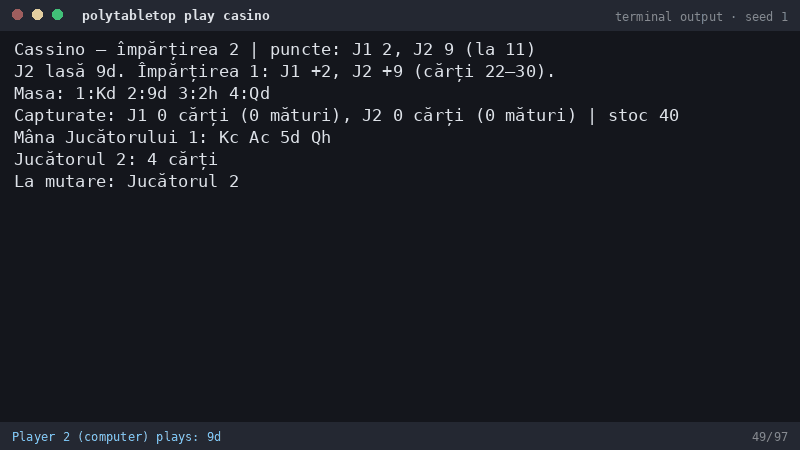 polytabletop play casino
terminal output · seed 1
Cassino — împărțirea 2 | puncte: J1 2, J2 9 (la 11)
J2 lasă 9d. Împărțirea 1: J1 +2, J2 +9 (cărți 22–30).
Masa: 1:Kd 2:9d 3:2h 4:Qd
Capturate: J1 0 cărți (0 mături), J2 0 cărți (0 mături) | stoc 40
Mâna Jucătorului 1: Kc Ac 5d Qh
Jucătorul 2: 4 cărți
La mutare: Jucătorul 2
Player 2 (computer) plays: 9d
49/97